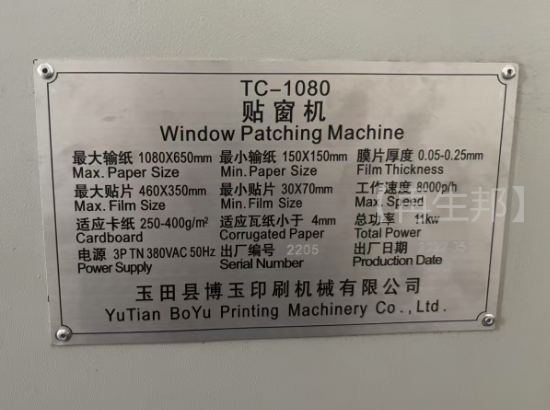 TC-1080
贴窗机
Window Patching Machine
最大输纸 1080X650mm 最小输纸 150X150mm 膜片厚度 0.05-0.25mm
Max. Paper Size Min. Paper Size Film Thickness
最大贴片 460X350mm 最小贴片 30X70mm 工作速度 8000p/h
Max. Film Size Min. Film Size Max. Speed
适应卡纸 250-400g/m² 适应瓦纸小于 4mm 总功率 11kw
Cardboard Corrugated Paper Total Power
电源 3P TN 380VAC 50Hz 出厂编号 2205 出厂日期
Power Supply Serial Number Production Date
玉田县博玉印刷机械有限公司
YuTian BoYu Printing Machinery Co.,Ltd.